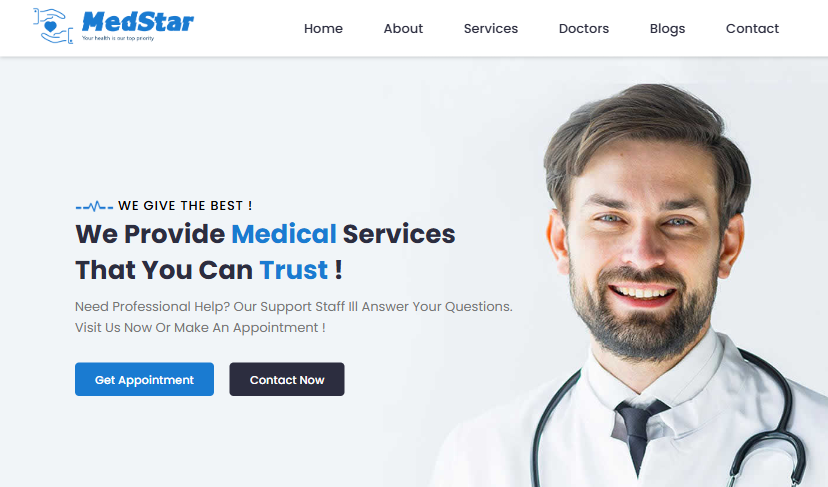 MedStar
Your health is our top priority
Home About Services Doctors Blogs Contact
WE GIVE THE BEST !
We Provide Medical Services
That You Can Trust !
Need Professional Help? Our Support Staff Ill Answer Your Questions.
Visit Us Now Or Make An Appointment !
Get Appointment Contact Now